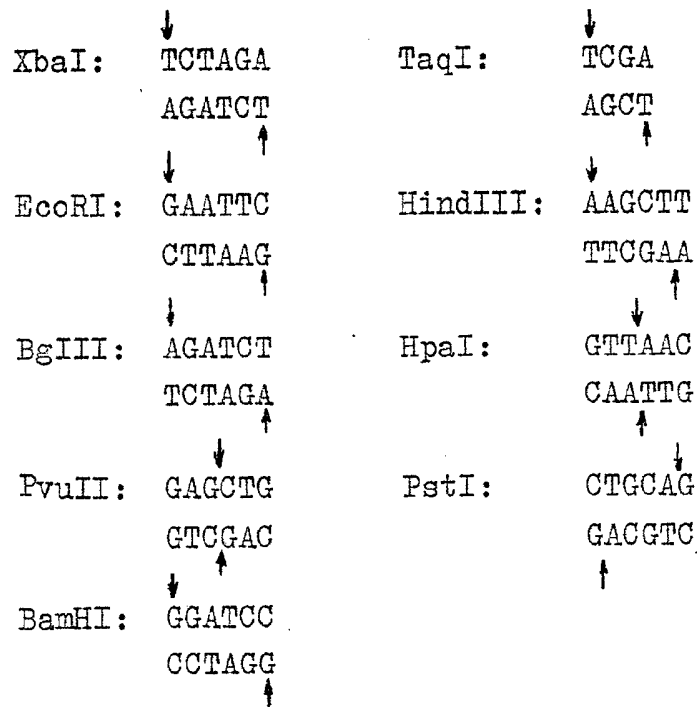 XbaI: TCTAGA TaqI: TCGA
AGATCT AGCT
EcoRI: GAATTC HindIII: AAGCTT
CTTAAG TTCGAA
BgIII: AGATCT HpaI: GTTAAC
TCTAGA CAATTG
PvuII: GAGCTG PstI: CTGCAG
GTCGAC GACGTC
BamHI: GGATCC
CCTAGG